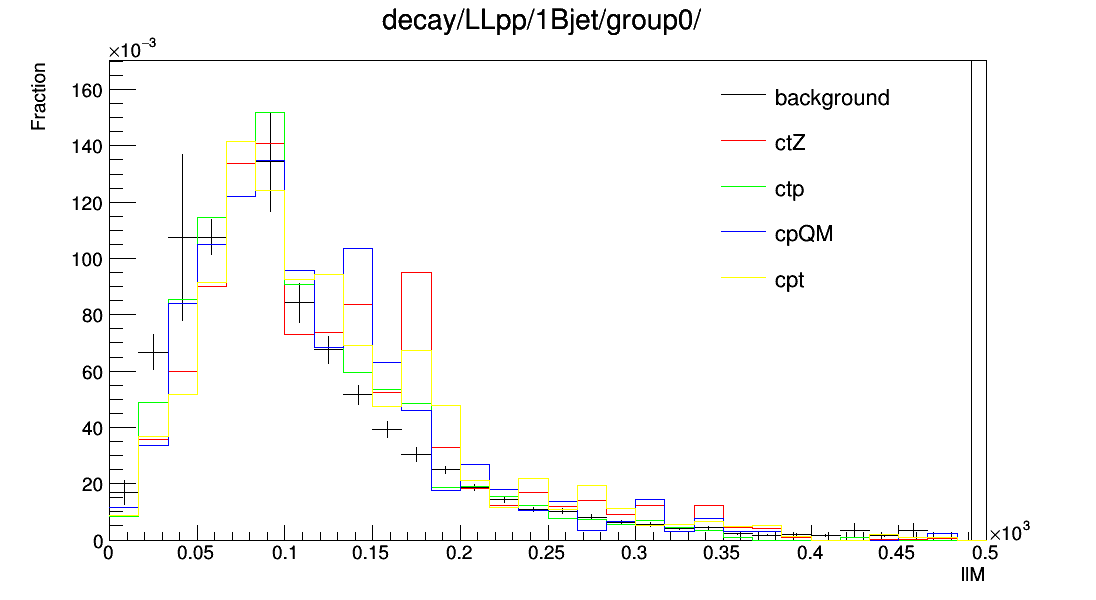 decay/LLpp/1Bjet/group0/
×10⁻³
Fraction
160
140
120
100
80
60
40
20
0
background
ctZ
ctp
cpQM
cpt
0 0.05 0.1 0.15 0.2 0.25 0.3 0.35 0.4 0.45 0.5
×10³
llM